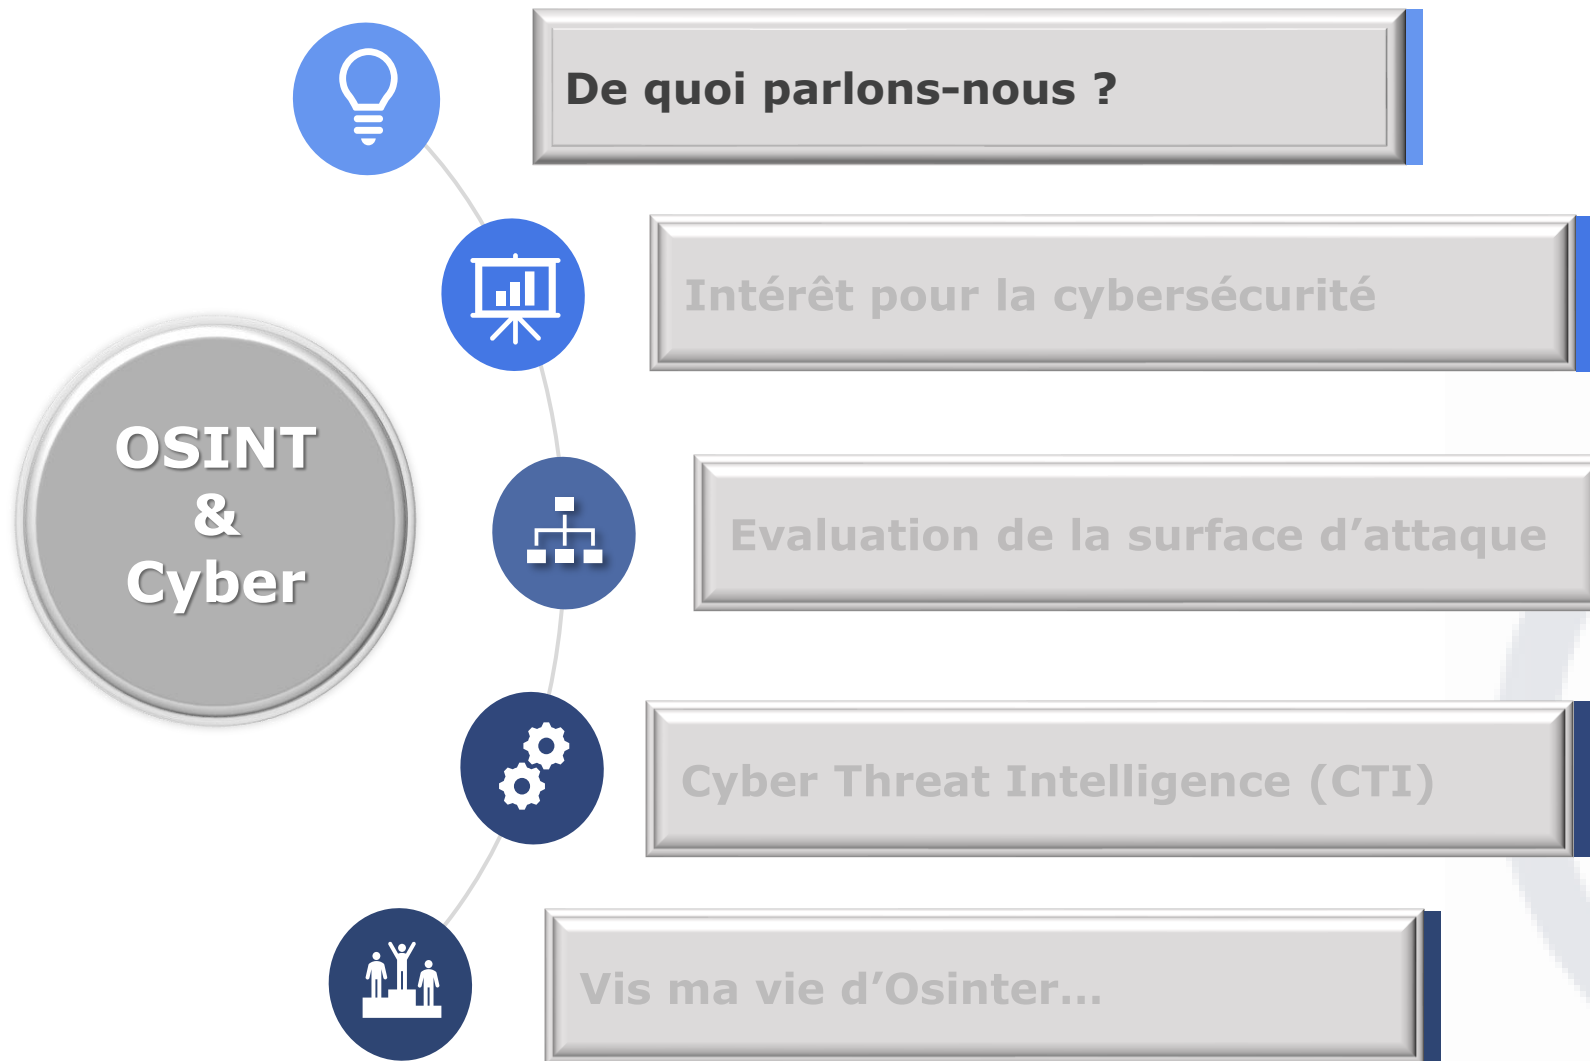 OSINT
&
Cyber
De quoi parlons-nous ?
Intérêt pour la cybersécurité
Evaluation de la surface d’attaque
Cyber Threat Intelligence (CTI)
Vis ma vie d’Osinter…